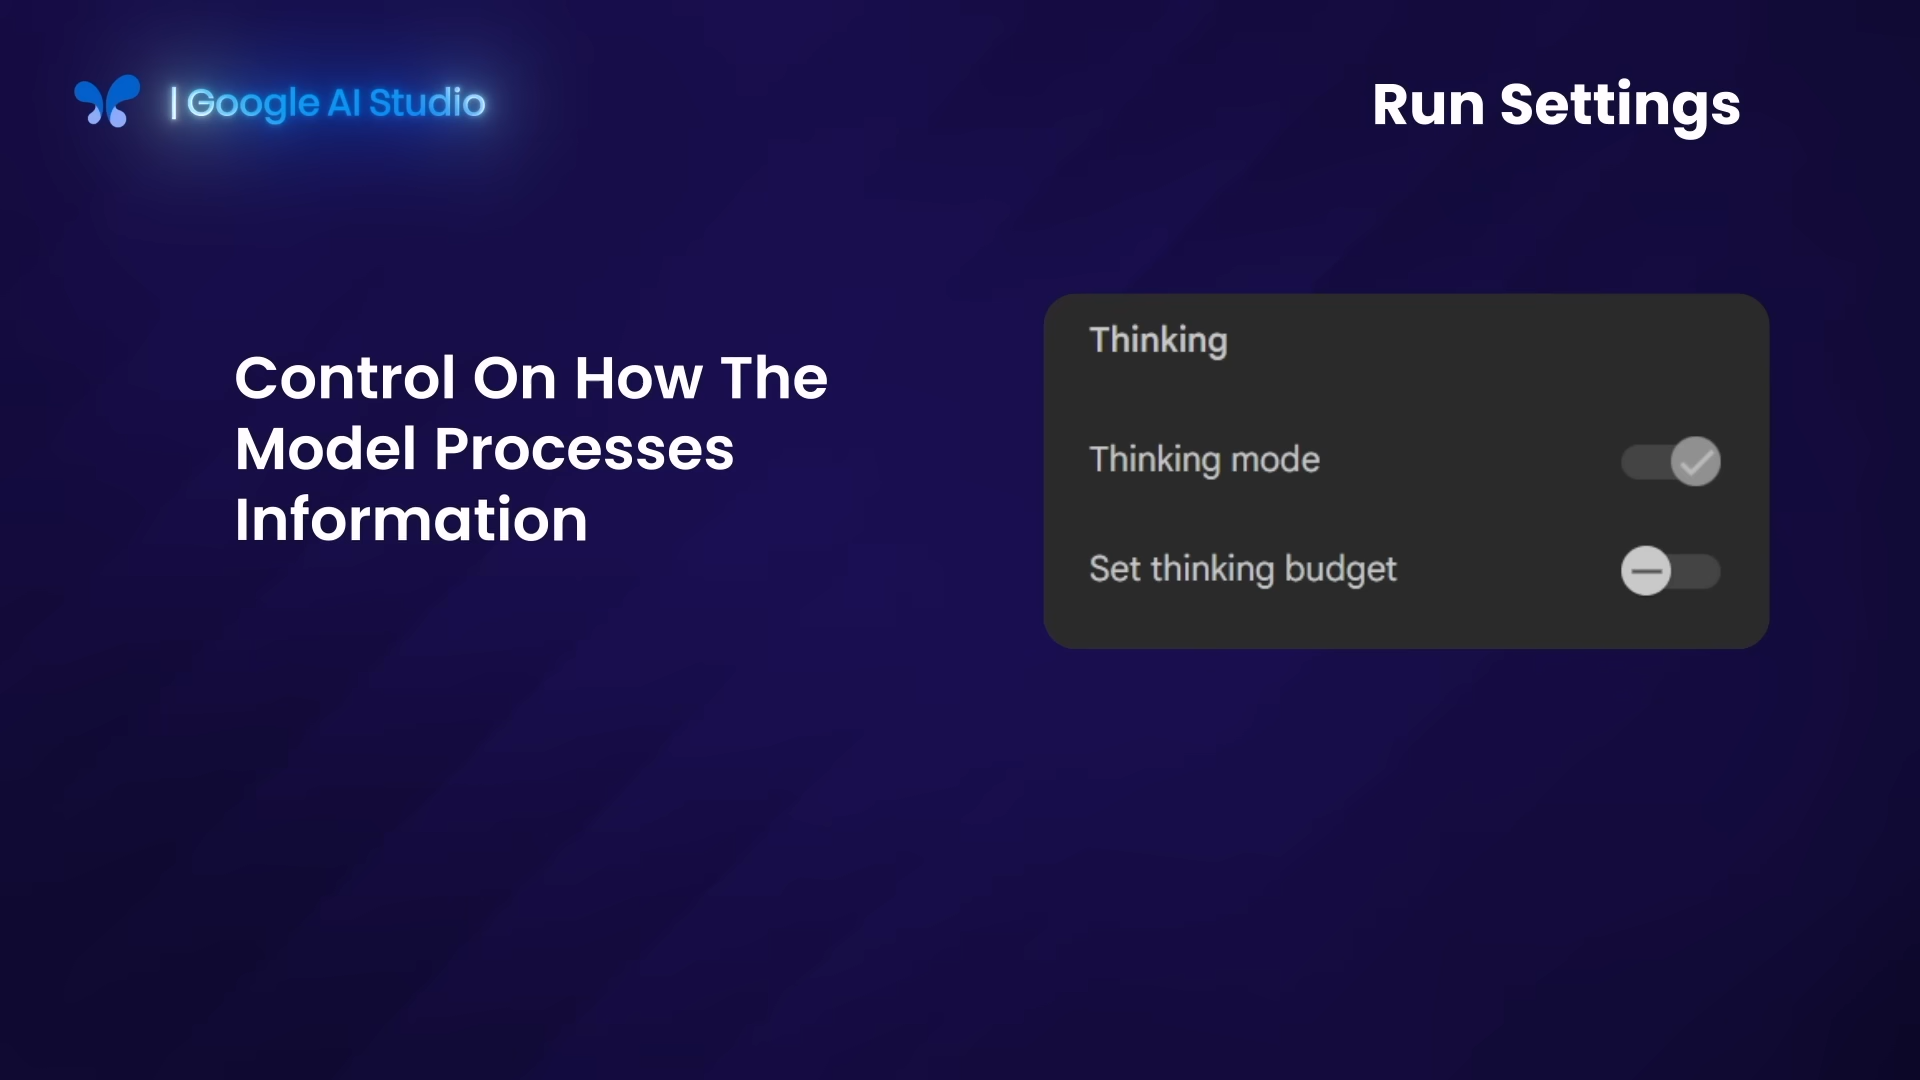 | Google AI Studio
Run Settings
Control On How The
Model Processes
Information
Thinking
Thinking mode
Set thinking budget